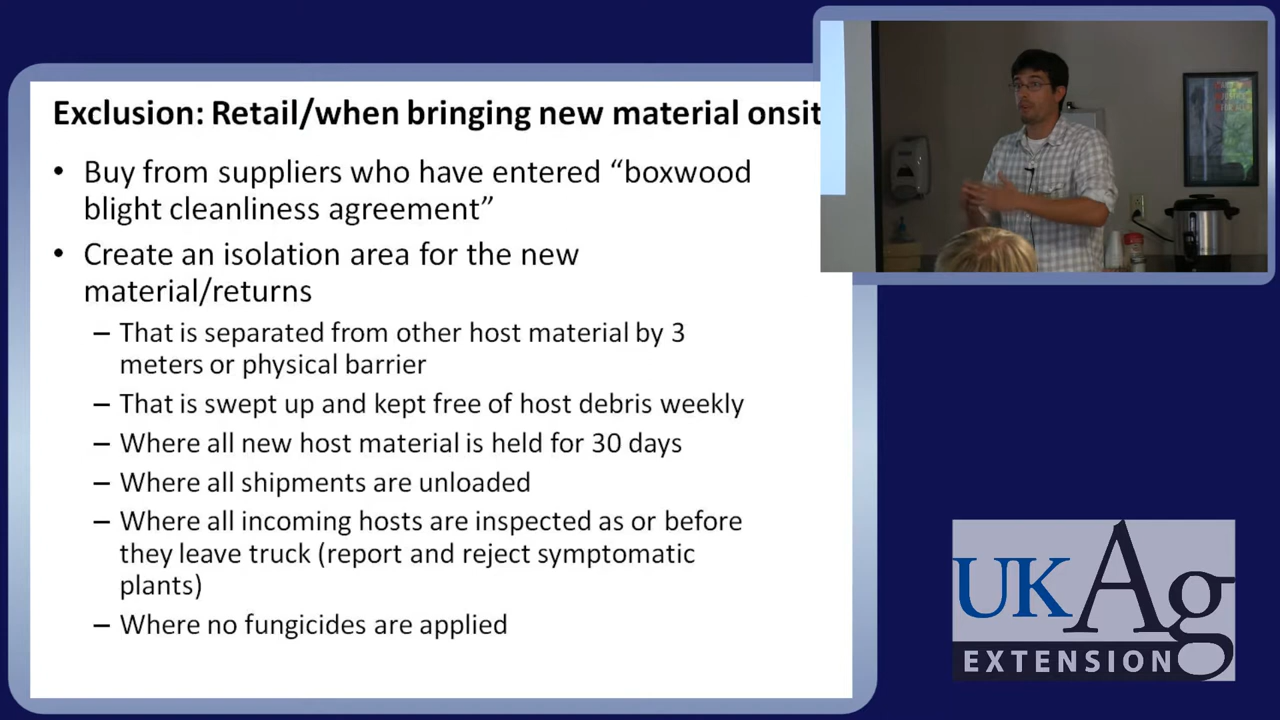 Exclusion: Retail/when bringing new material onsit
• Buy from suppliers who have entered “boxwood
blight cleanliness agreement”
• Create an isolation area for the new
material/returns
– That is separated from other host material by 3
meters or physical barrier
– That is swept up and kept free of host debris weekly
– Where all new host material is held for 30 days
– Where all shipments are unloaded
– Where all incoming hosts are inspected as or before
they leave truck (report and reject symptomatic
plants)
– Where no fungicides are applied
UKAg
EXTENSION